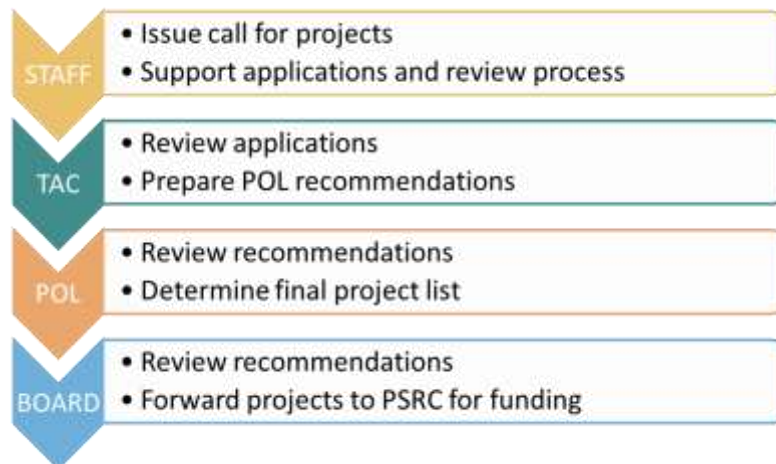 STAFF
• Issue call for projects
• Support applications and review process
TAC
• Review applications
• Prepare POL recommendations
POL
• Review recommendations
• Determine final project list
BOARD
• Review recommendations
• Forward projects to PSRC for funding